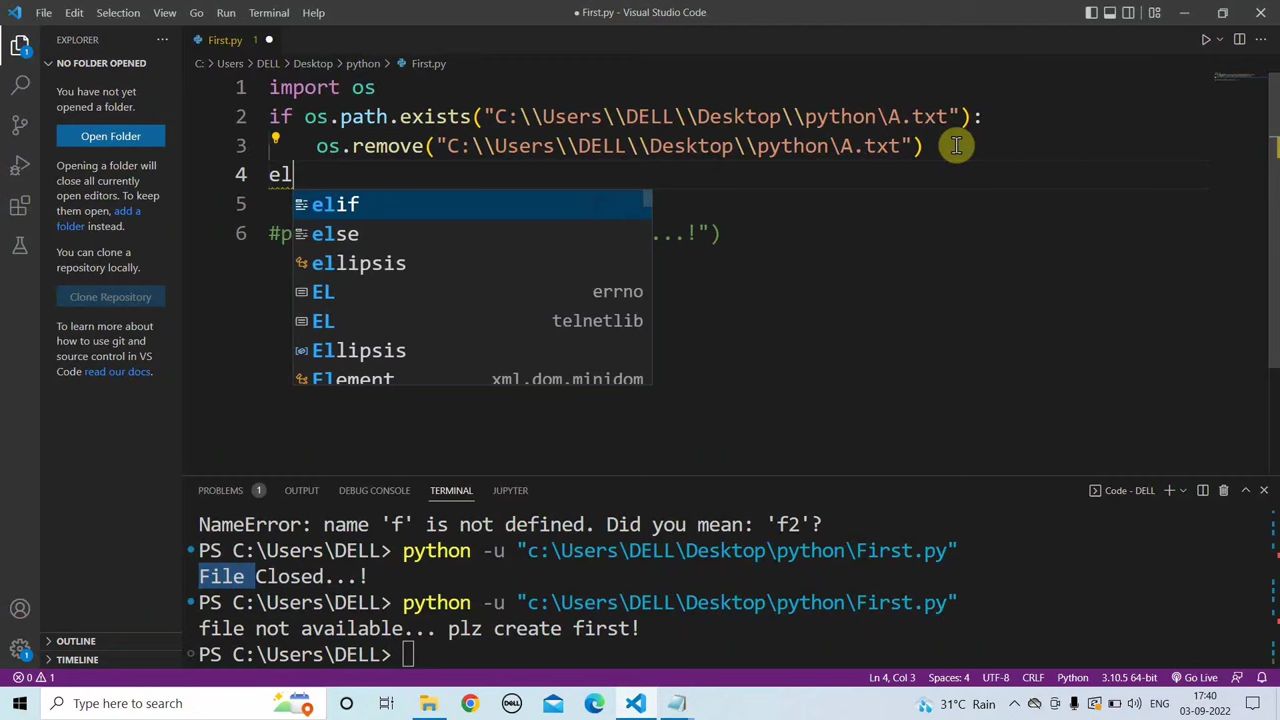 File Edit Selection View Go Run Terminal Help
● First.py - Visual Studio Code
EXPLORER
NO FOLDER OPENED
You have not yet
opened a folder.
Open Folder
Opening a folder will
close all currently
open editors. To keep
them open, add a
folder instead.
You can clone a
repository locally.
Clone Repository
To learn more about
how to use git and
source control in VS
Code read our docs.
OUTLINE
TIMELINE
First.py 1
C: > Users > DELL > Desktop > python > First.py
1 import os
2 if os.path.exists("C:\\Users\\DELL\\Desktop\\python\A.txt"):
3 os.remove("C:\\Users\\DELL\\Desktop\\python\A.txt")
4 el
5
6 #p ...!")
elif
else
ellipsis
EL errno
EL telnetlib
Ellipsis
Element xml.dom.minidom
PROBLEMS 1 OUTPUT DEBUG CONSOLE TERMINAL JUPYTER
Code - DELL
NameError: name 'f' is not defined. Did you mean: 'f2'?
PS C:\Users\DELL> python -u "c:\Users\DELL\Desktop\python\First.py"
File Closed...!
PS C:\Users\DELL> python -u "c:\Users\DELL\Desktop\python\First.py"
file not available... plz create first!
PS C:\Users\DELL>
0 1
Ln 4, Col 3 Spaces: 4 UTF-8 CRLF Python 3.10.5 64-bit Go Live
Type here to search
31°C Rain
ENG
17:40
03-09-2022